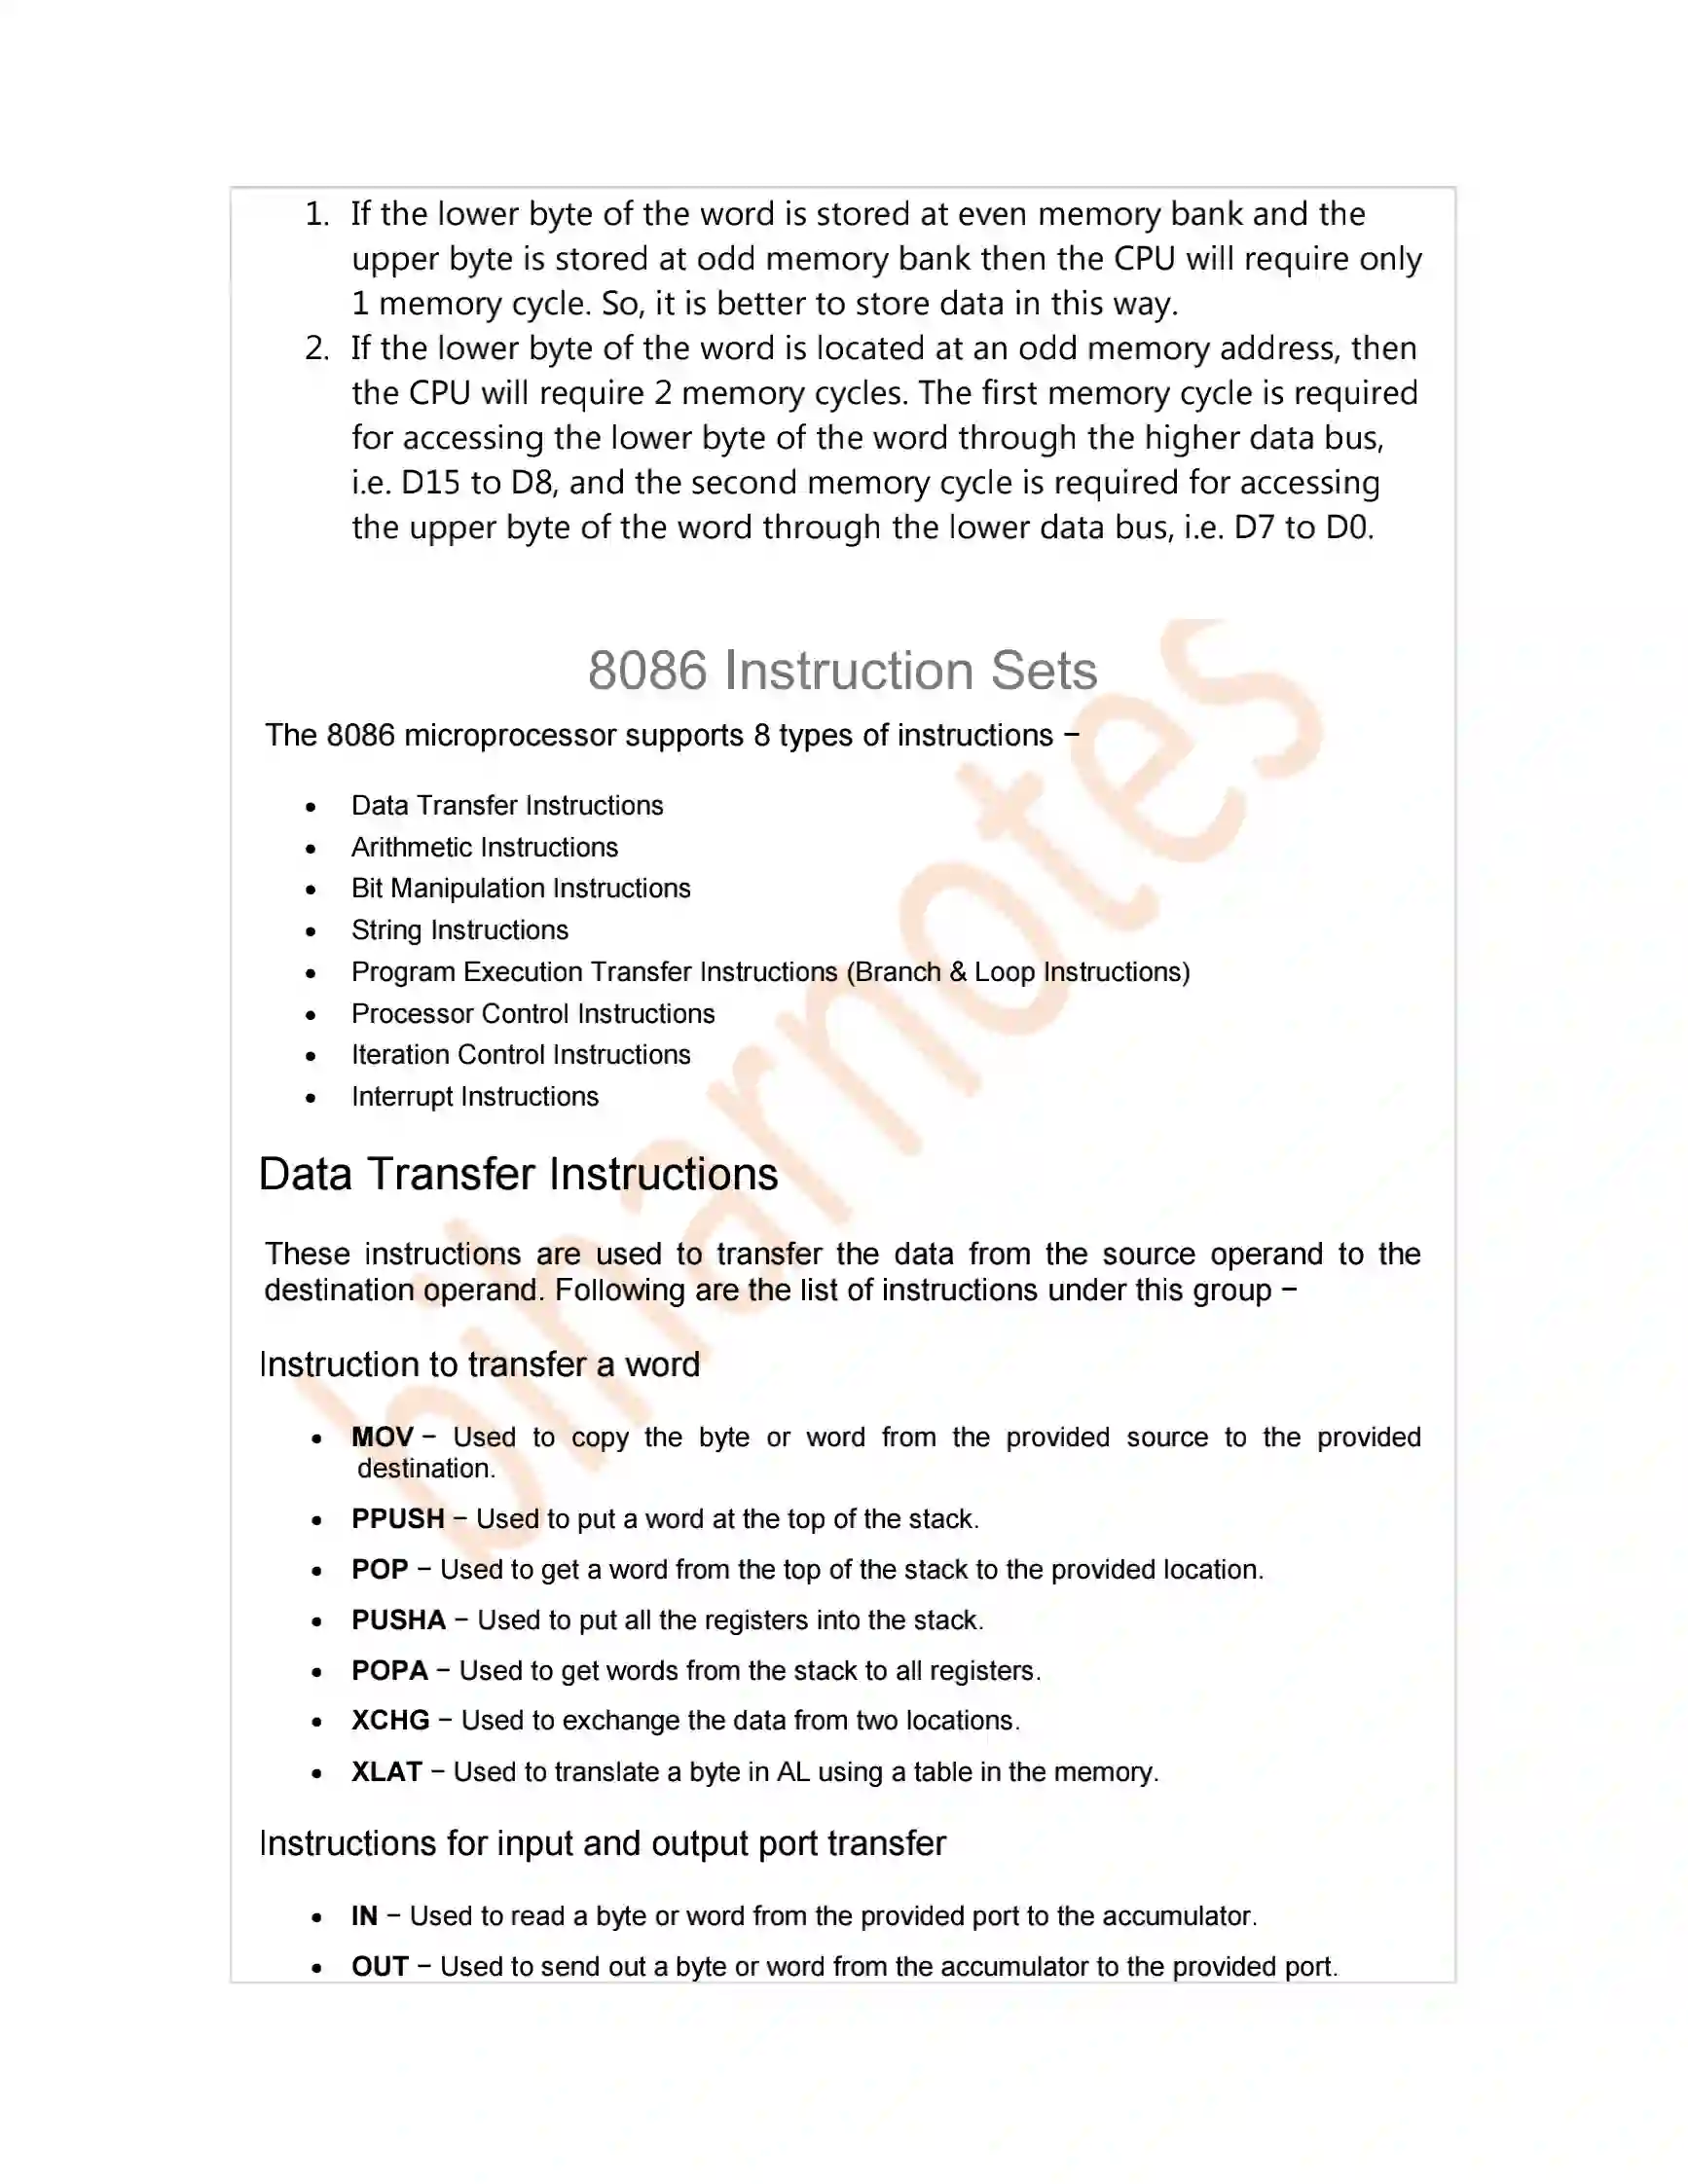 1. If the lower byte of the word is stored at even memory bank and the
upper byte is stored at odd memory bank then the CPU will require only
1 memory cycle. So, it is better to store data in this way.
2. If the lower byte of the word is located at an odd memory address, then
the CPU will require 2 memory cycles. The first memory cycle is required
for accessing the lower byte of the word through the higher data bus,
i.e. D15 to D8, and the second memory cycle is required for accessing
the upper byte of the word through the lower data bus, i.e. D7 to D0.
8086 Instruction Sets
The 8086 microprocessor supports 8 types of instructions −
• Data Transfer Instructions
• Arithmetic Instructions
• Bit Manipulation Instructions
• String Instructions
• Program Execution Transfer Instructions (Branch & Loop Instructions)
• Processor Control Instructions
• Iteration Control Instructions
• Interrupt Instructions
Data Transfer Instructions
These instructions are used to transfer the data from the source operand to the
destination operand. Following are the list of instructions under this group −
Instruction to transfer a word
• MOV − Used to copy the byte or word from the provided source to the provided
destination.
• PPUSH − Used to put a word at the top of the stack.
• POP − Used to get a word from the top of the stack to the provided location.
• PUSHA − Used to put all the registers into the stack.
• POPA − Used to get words from the stack to all registers.
• XCHG − Used to exchange the data from two locations.
• XLAT − Used to translate a byte in AL using a table in the memory.
Instructions for input and output port transfer
• IN − Used to read a byte or word from the provided port to the accumulator.
• OUT − Used to send out a byte or word from the accumulator to the provided port.
biharnotes